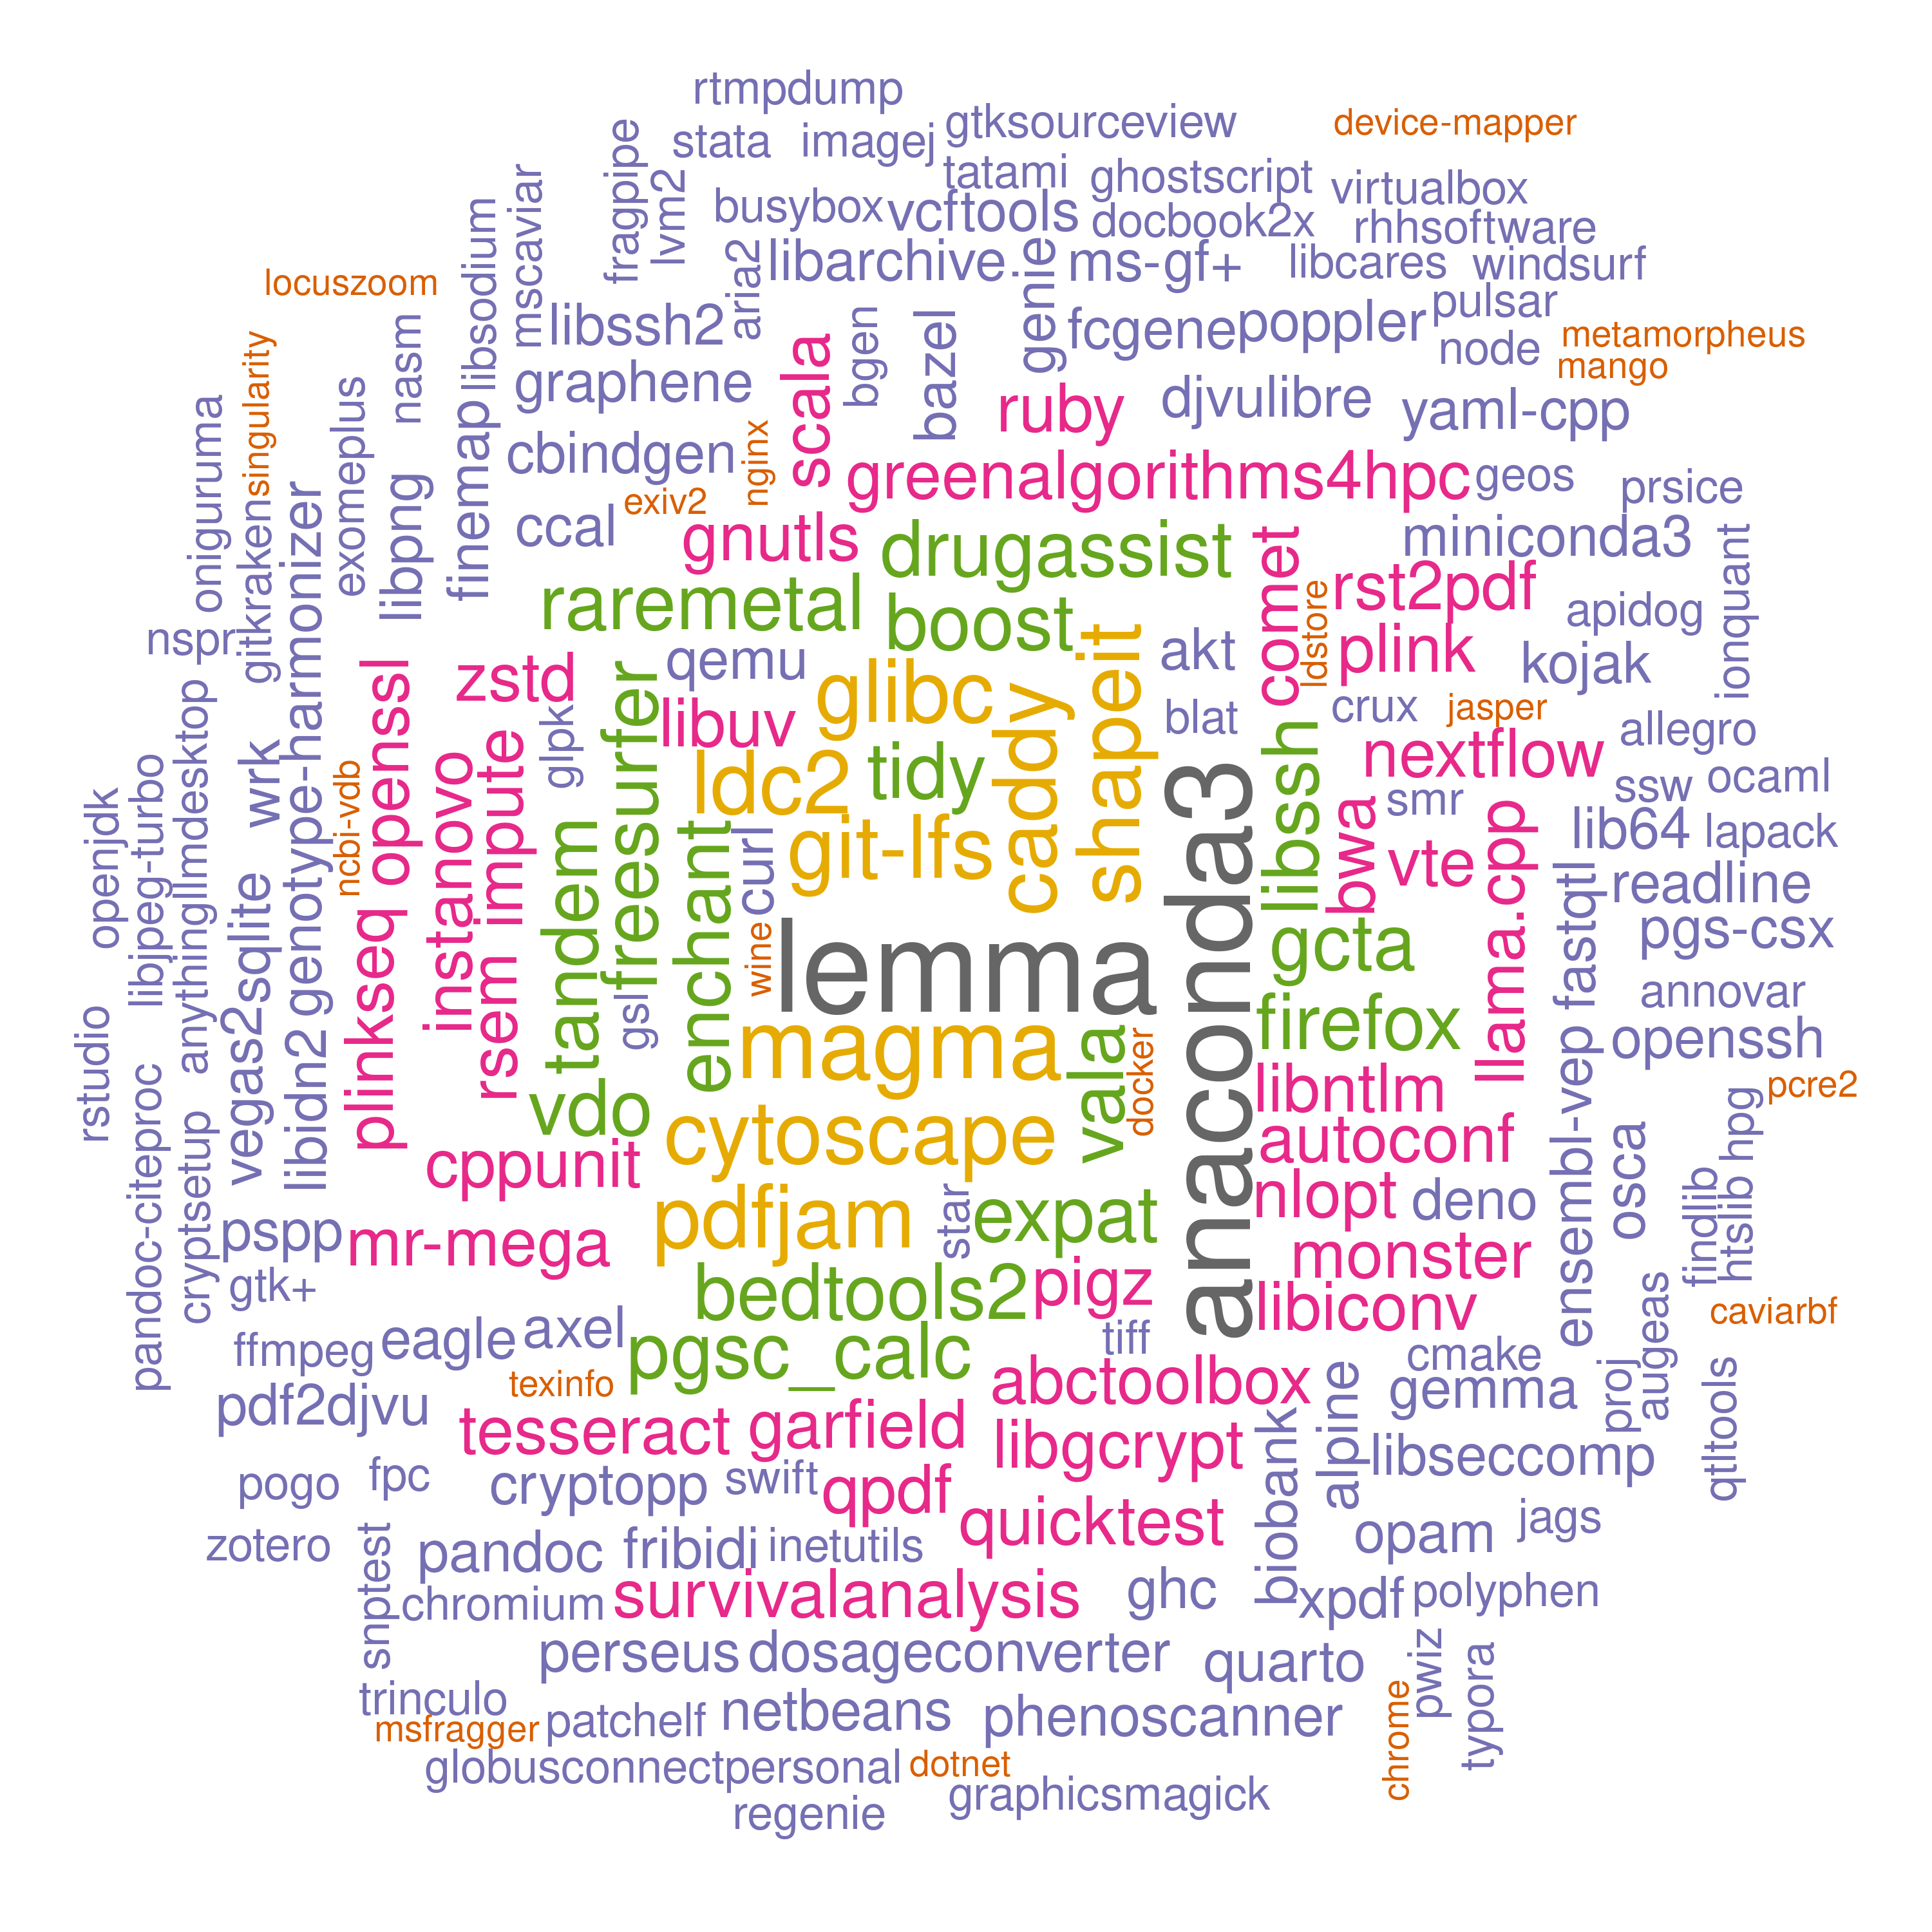 rtmpdump
stata
imagej
gtksourceview
device-mapper
fragpipe
lvm2
tatami
ghostscript
virtualbox
mscaviar
busybox
vcftools
docbook2x
rhhsoftware
libsodium
aria2
libarchive
genie
ms-gf+
libcares
windsurf
locuszoom
libssh2
bgen
bazel
fcgene
poppler
pulsar
node
metamorpheus
mango
singularity
nasm
graphene
scala
ruby
djvulibre
yaml-cpp
oniguruma
exomeplus
finemap
cbindgen
nginx
greenalgorithms4hpc
geos
prsice
gitkraken
libpng
ccal
exiv2
gnutls
drugassist
comet
miniconda3
ionquant
genotype-harmonizer
raremetal
boost
shapeit
akt
ldstore
rst2pdf
apidog
nspr
openssl
zstd
freesurfer
qemu
glibc
caddy
plink
kojak
anythingllmdesktop
wrk
instanovo
impute
glpk
libuv
blat
libssh
crux
jasper
allegro
openjdk
libjpeg-turbo
ncbi-vdb
ldc2
tidy
anaconda3
nextflow
ssw
ocaml
tandem
enchant
curl
git-lfs
bwa
smr
vte
llama.cpp
lib64
lapack
sqlite
plinkseq
rsem
wine
lemma
gcta
fastqtl
readline
pgs-csx
rstudio
vegas2
libidn2
gsl
magma
vala
docker
firefox
annovar
openssh
pandoc-citeproc
cryptsetup
vdo
cytoscape
libntlm
ensembl-vep
pcre2
hpg
cppunit
autoconf
osca
pspp
mr-mega
pdfjam
star
expat
nlopt
deno
findlib
htslib
gtk+
bedtools2
pigz
monster
libiconv
augeas
caviarbf
ffmpeg
eagle
axel
pgsc_calc
tiff
cmake
texinfo
abctoolbox
alpine
gemma
proj
qtltools
pdf2djvu
tesseract
garfield
libgcrypt
biobank
libseccomp
pogo
fpc
cryptopp
swift
qpdf
quicktest
opam
jags
zotero
snptest
pandoc
fribidi
inetutils
chromium
survivalanalysis
ghc
xpdf
polyphen
perseus
dosageconverter
quarto
pwiz
typora
trinculo
msfragger
patchelf
netbeans
phenoscanner
chrome
globusconnectpersonal
dotnet
graphicsmagick
regenie